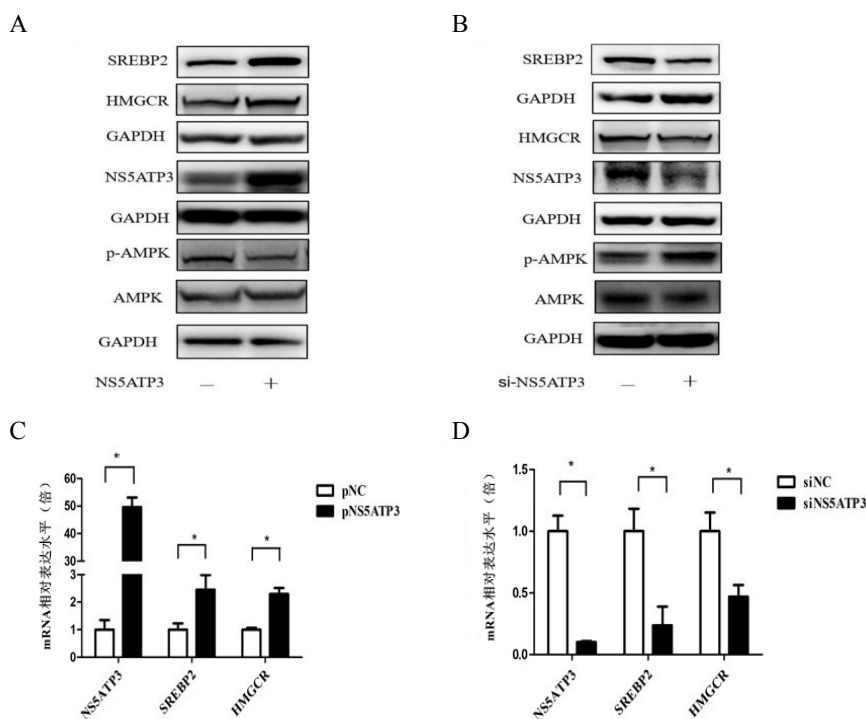 A
SREBP2
HMGCR
GAPDH
NS5ATP3
GAPDH
p-AMPK
AMPK
GAPDH
NS5ATP3 — +
B
SREBP2
GAPDH
HMGCR
NS5ATP3
GAPDH
p-AMPK
AMPK
GAPDH
si-NS5ATP3 — +
C
mRNA相对表达水平（倍）
60
50
40
30
3
2
1
0
*
*
*
NS5ATP3
SREBP2
HMGCR
pNC
pNS5ATP3
D
mRNA相对表达水平（倍）
1.5
1.0
0.5
0.0
*
*
*
NS5ATP3
SREBP2
HMGCR
siNC
siNS5ATP3